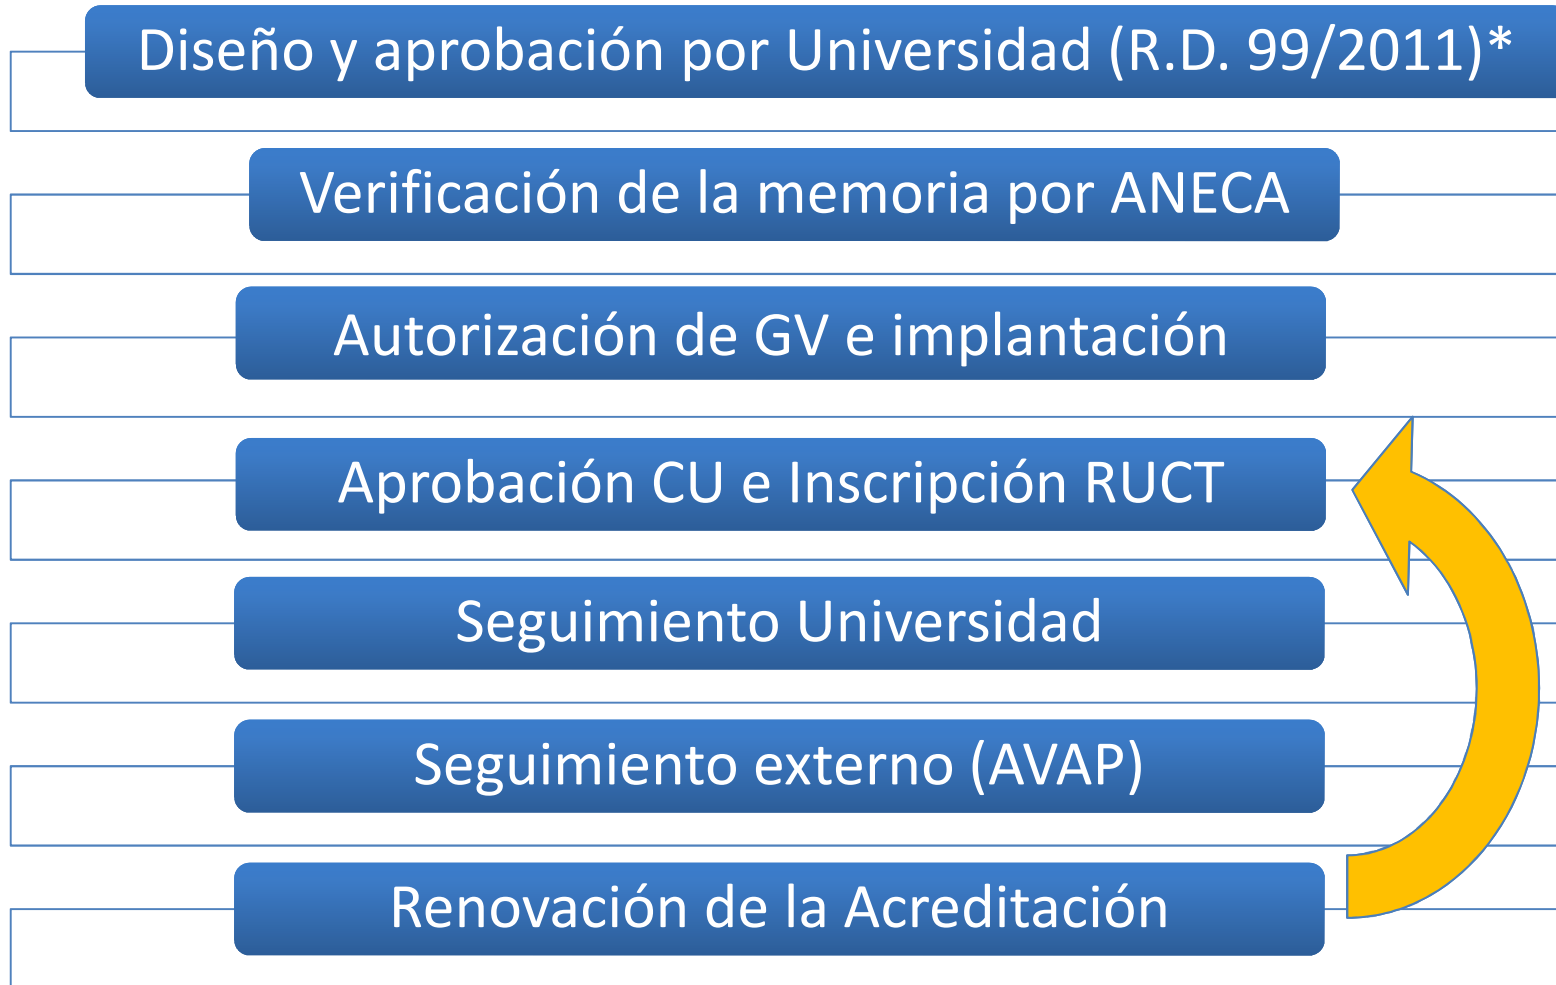 Diseño y aprobación por Universidad (R.D. 99/2011)*
Verificación de la memoria por ANECA
Autorización de GV e implantación
Aprobación CU e Inscripción RUCT
Seguimiento Universidad
Seguimiento externo (AVAP)
Renovación de la Acreditación